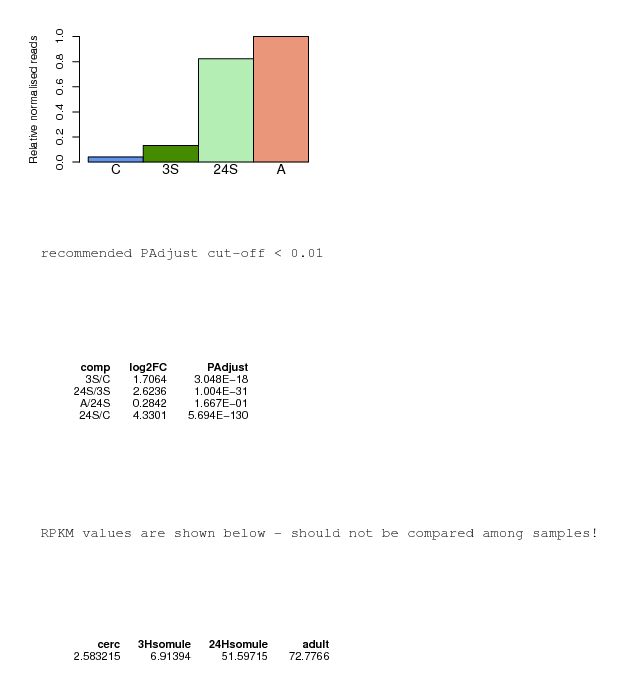 Relative normalised reads
1.0
0.8
0.6
0.4
0.2
0.0
C 3S 24S A
recommended PAdjust cut-off < 0.01
comp log2FC PAdjust
3S/C 1.7064 3.048E-18
24S/3S 2.6236 1.004E-31
A/24S 0.2842 1.667E-01
24S/C 4.3301 5.694E-130
RPKM values are shown below - should not be compared among samples!
cerc 3Hsomule 24Hsomule adult
2.583215 6.91394 51.59715 72.7766